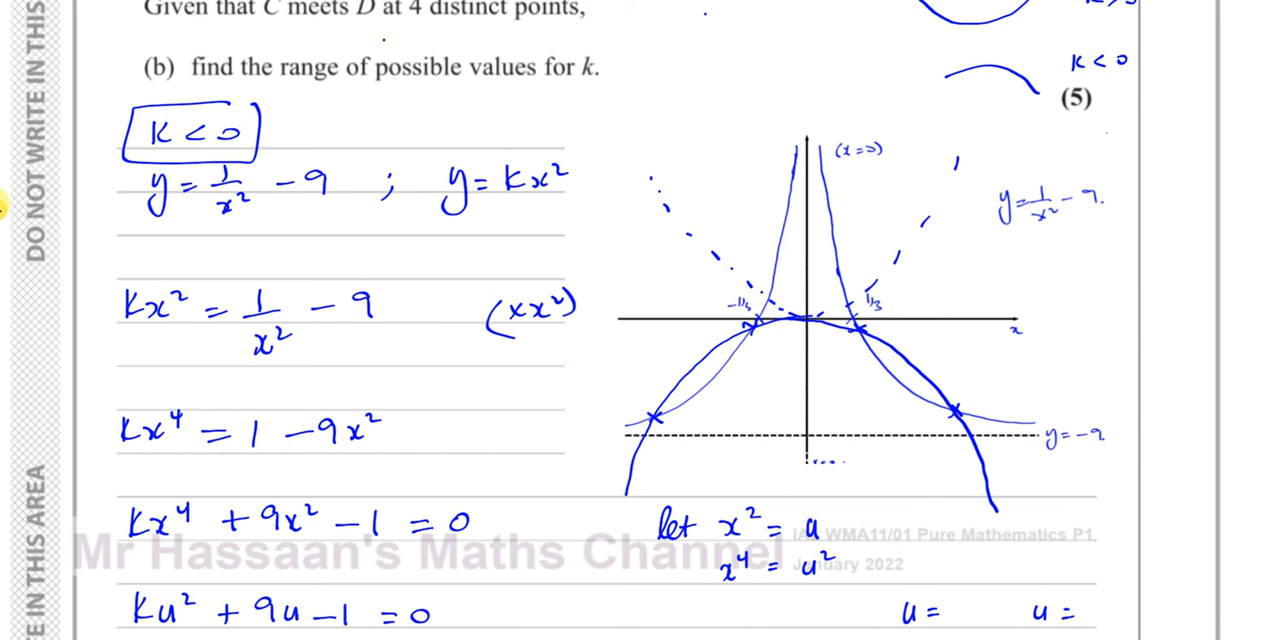 Given that C meets D at 4 distinct points,
(b) find the range of possible values for k.
K < 0
(5)
K < 0
y = 1/x² - 9 ; y = Kx²
(x=0)
y = 1/x² - 9.
Kx² = 1/x² - 9 (×x²)
-1/3
1/3
x
Kx⁴ = 1 - 9x²
y = -9
Kx⁴ + 9x² - 1 = 0
let x² = u
x⁴ = u²
Ku² + 9u - 1 = 0
u = u =
Mr Hassaan's Maths Channel
IAL WMA11/01 Pure Mathematics P1
January 2022
DO NOT WRITE IN THIS
E IN THIS AREA